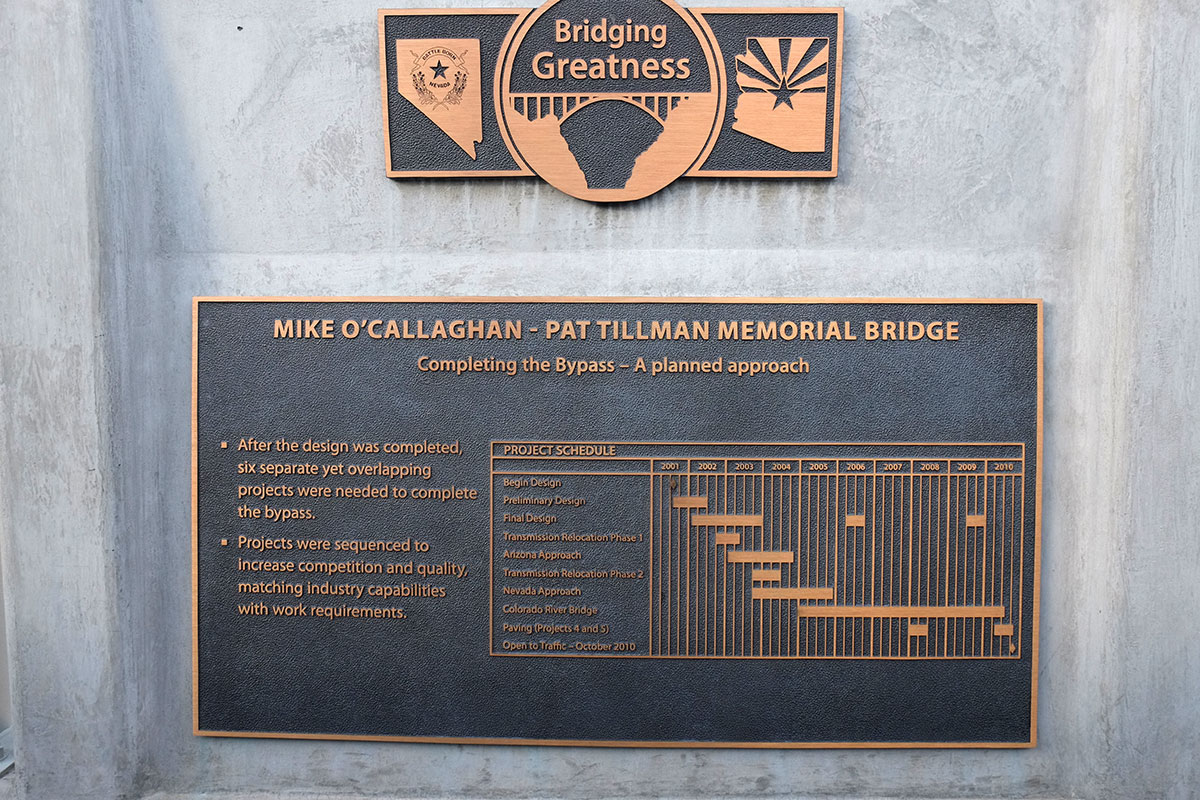 Bridging
Greatness
BATTLE BORN
NEVADA
MIKE O'CALLAGHAN - PAT TILLMAN MEMORIAL BRIDGE
Completing the Bypass – A planned approach
▪ After the design was completed,
six separate yet overlapping
projects were needed to complete
the bypass.
▪ Projects were sequenced to
increase competition and quality,
matching industry capabilities
with work requirements.
PROJECT SCHEDULE
2001 2002 2003 2004 2005 2006 2007 2008 2009 2010
Begin Design
Preliminary Design
Final Design
Transmission Relocation Phase 1
Arizona Approach
Transmission Relocation Phase 2
Nevada Approach
Colorado River Bridge
Paving (Projects 4 and 5)
Open to Traffic – October 2010